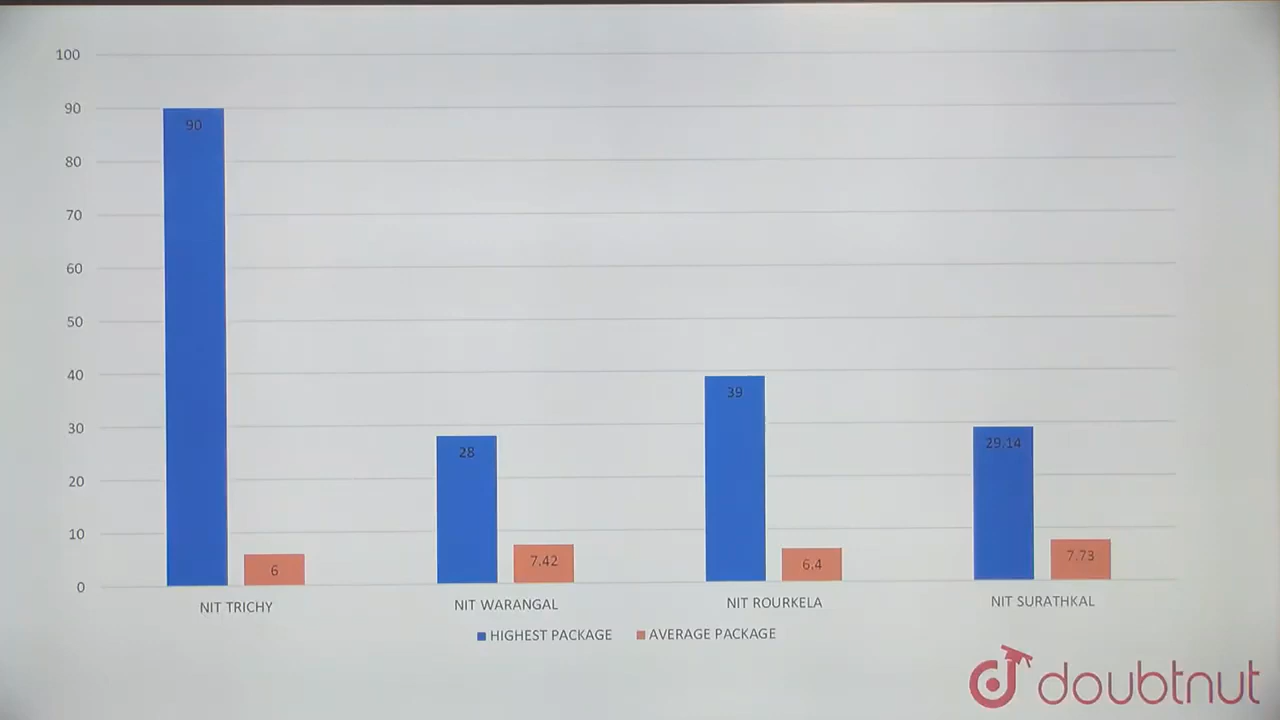 100
90
80
70
60
50
40
30
20
10
0
90
6
28
7.42
39
6.4
29.14
7.73
NIT TRICHY
NIT WARANGAL
NIT ROURKELA
NIT SURATHKAL
HIGHEST PACKAGE
AVERAGE PACKAGE
doubtnut